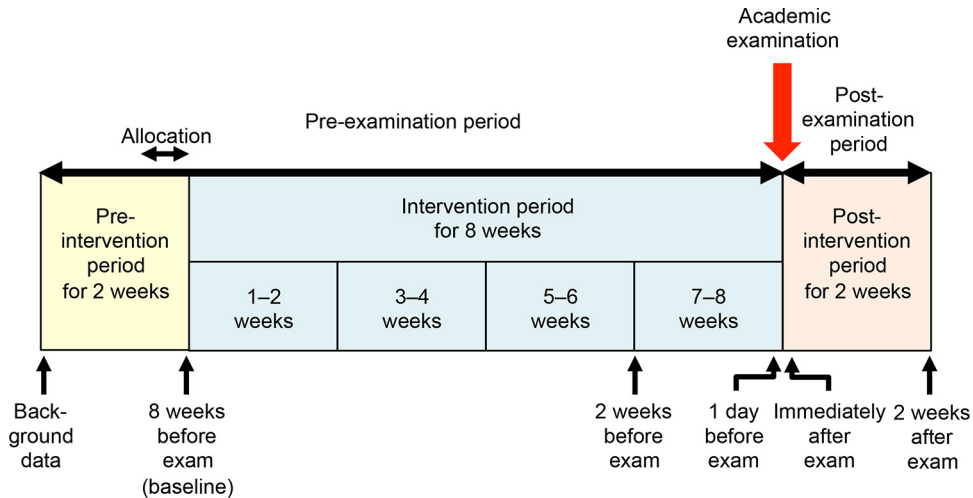 Academic
examination
Post-
examination
period
Pre-examination period
Allocation
Pre-
intervention
period
for 2 weeks
Intervention period
for 8 weeks
Post-
intervention
period
for 2 weeks
1–2
weeks
3–4
weeks
5–6
weeks
7–8
weeks
Back-
ground
data
8 weeks
before
exam
(baseline)
2 weeks
before
exam
1 day
before
exam
Immediately
after
exam
2 weeks
after
exam